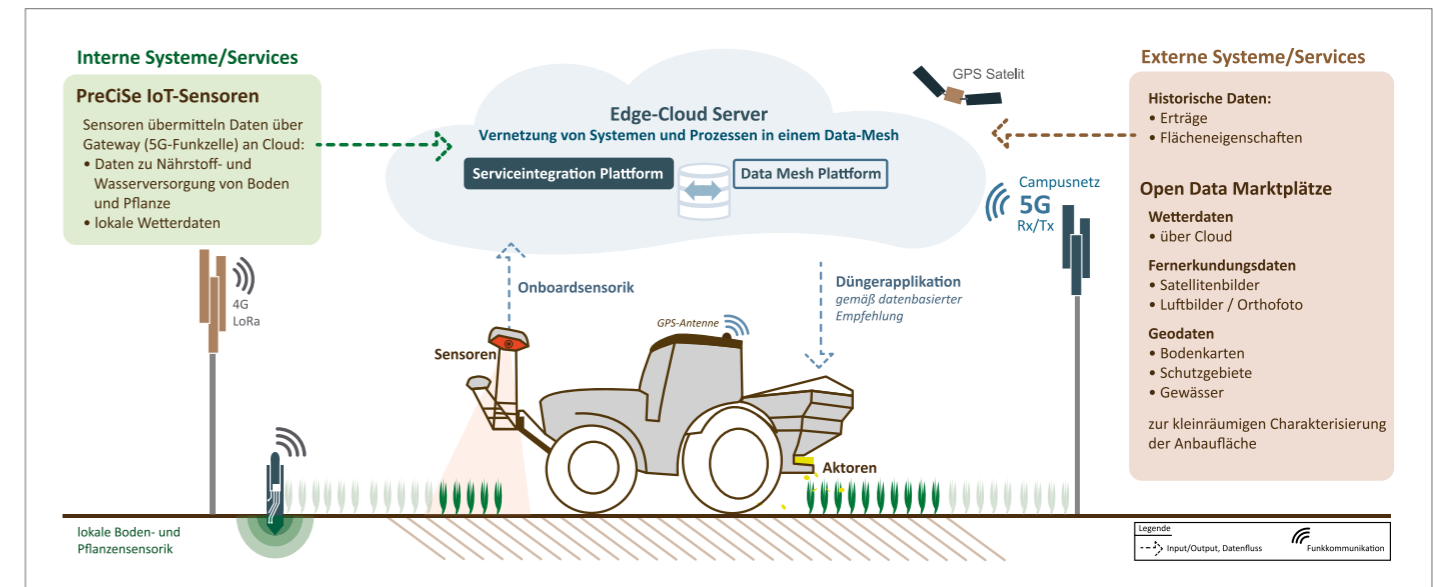 Interne Systeme/Services
PreCiSe IoT-Sensoren
Sensoren übermitteln Daten über
Gateway (5G-Funkzelle) an Cloud:
• Daten zu Nährstoff- und
Wasserversorgung von Boden
und Pflanze
• lokale Wetterdaten
4G
LoRa
lokale Boden- und
Pflanzensensorik
Edge-Cloud Server
Vernetzung von Systemen und Prozessen in einem Data-Mesh
Serviceintegration Plattform
Data Mesh Plattform
GPS Satelit
Campusnetz
5G
Rx/Tx
Onboardsensorik
Düngerapplikation
gemäß datenbasierter
Empfehlung
GPS-Antenne
Sensoren
Aktoren
Externe Systeme/Services
Historische Daten:
• Erträge
• Flächeneigenschaften
Open Data Marktplätze
Wetterdaten
• über Cloud
Fernerkundungsdaten
• Satellitenbilder
• Luftbilder / Orthofoto
Geodaten
• Bodenkarten
• Schutzgebiete
• Gewässer
zur kleinräumigen Charakterisierung
der Anbaufläche
Legende
Input/Output, Datenfluss
Funkkommunikation